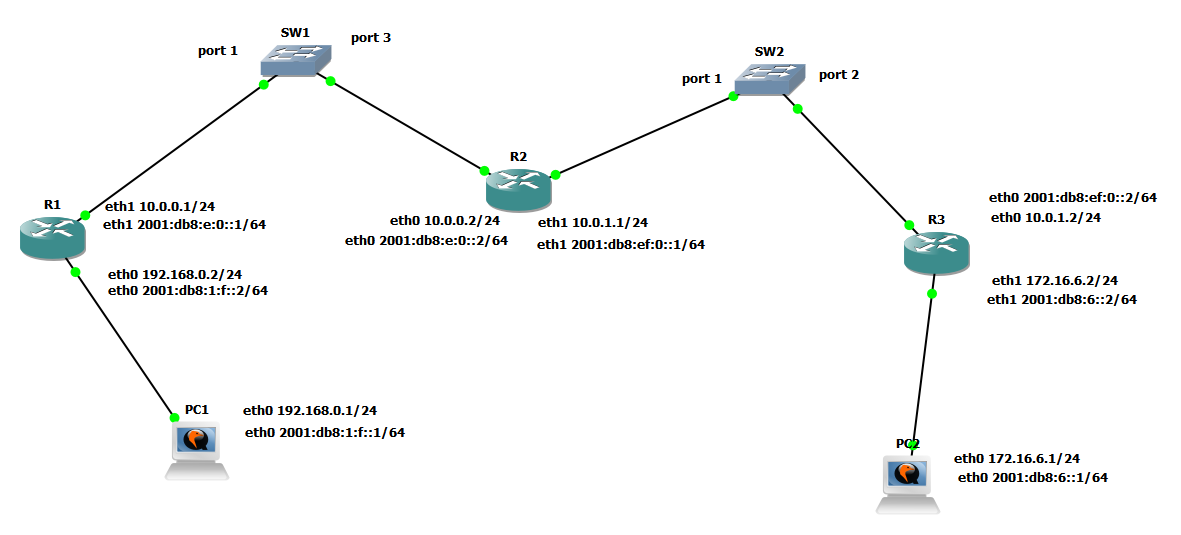 SW1
port 1
port 3
SW2
port 1
port 2
R2
R1
eth1 10.0.0.1/24
eth1 2001:db8:e:0::1/64
eth0 10.0.0.2/24
eth0 2001:db8:e:0::2/64
eth1 10.0.1.1/24
eth1 2001:db8:ef:0::1/64
eth0 2001:db8:ef:0::2/64
eth0 10.0.1.2/24
R3
eth0 192.168.0.2/24
eth0 2001:db8:1:f::2/64
eth1 172.16.6.2/24
eth1 2001:db8:6::2/64
PC1
eth0 192.168.0.1/24
eth0 2001:db8:1:f::1/64
PC2
eth0 172.16.6.1/24
eth0 2001:db8:6::1/64